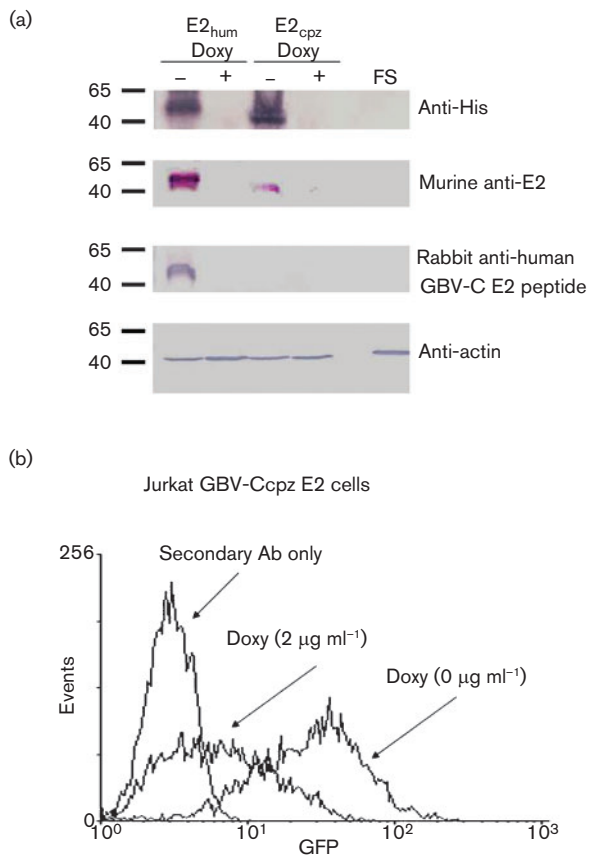 (a)
E2hum E2cpz
Doxy Doxy
– + – + FS
65
40
Anti-His
65
40
Murine anti-E2
65
40
Rabbit anti-human
GBV-C E2 peptide
65
40
Anti-actin
(b)
Jurkat GBV-Ccpz E2 cells
256
Secondary Ab only
Doxy (2 μg ml⁻¹)
Doxy (0 μg ml⁻¹)
Events
0
10⁰ 10¹ 10² 10³
GFP